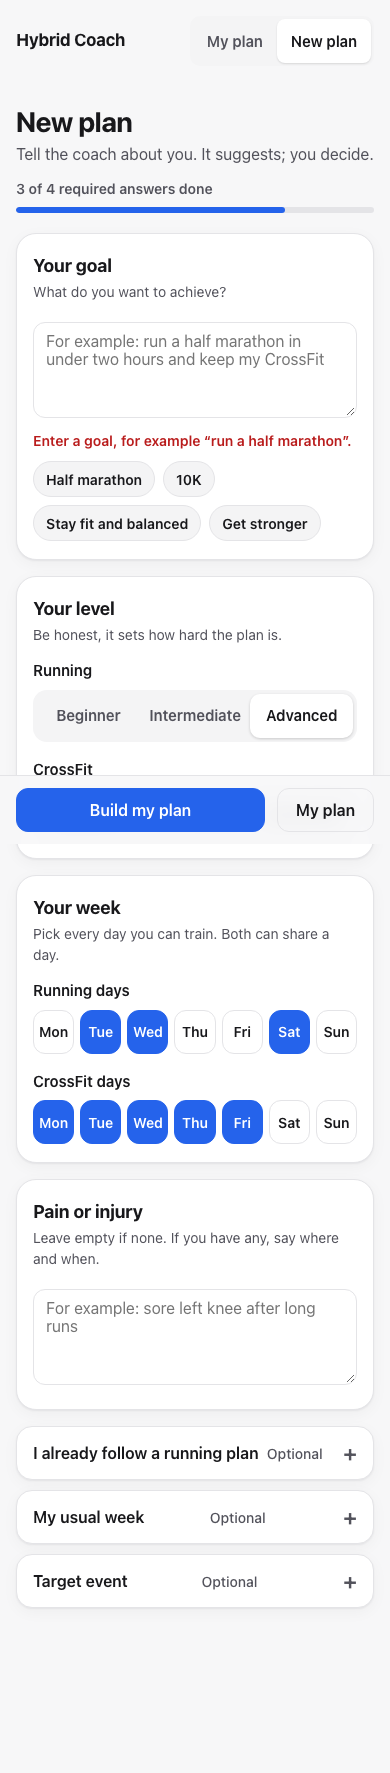 Hybrid Coach
My plan
New plan
New plan
Tell the coach about you. It suggests; you decide.
3 of 4 required answers done
Your goal
What do you want to achieve?
For example: run a half marathon in
under two hours and keep my CrossFit
Enter a goal, for example “run a half marathon”.
Half marathon
10K
Stay fit and balanced
Get stronger
Your level
Be honest, it sets how hard the plan is.
Running
Beginner
Intermediate
Advanced
CrossFit
Build my plan
My plan
Your week
Pick every day you can train. Both can share a
day.
Running days
Mon
Tue
Wed
Thu
Fri
Sat
Sun
CrossFit days
Mon
Tue
Wed
Thu
Fri
Sat
Sun
Pain or injury
Leave empty if none. If you have any, say where
and when.
For example: sore left knee after long
runs
I already follow a running plan
Optional
+
My usual week
Optional
+
Target event
Optional
+